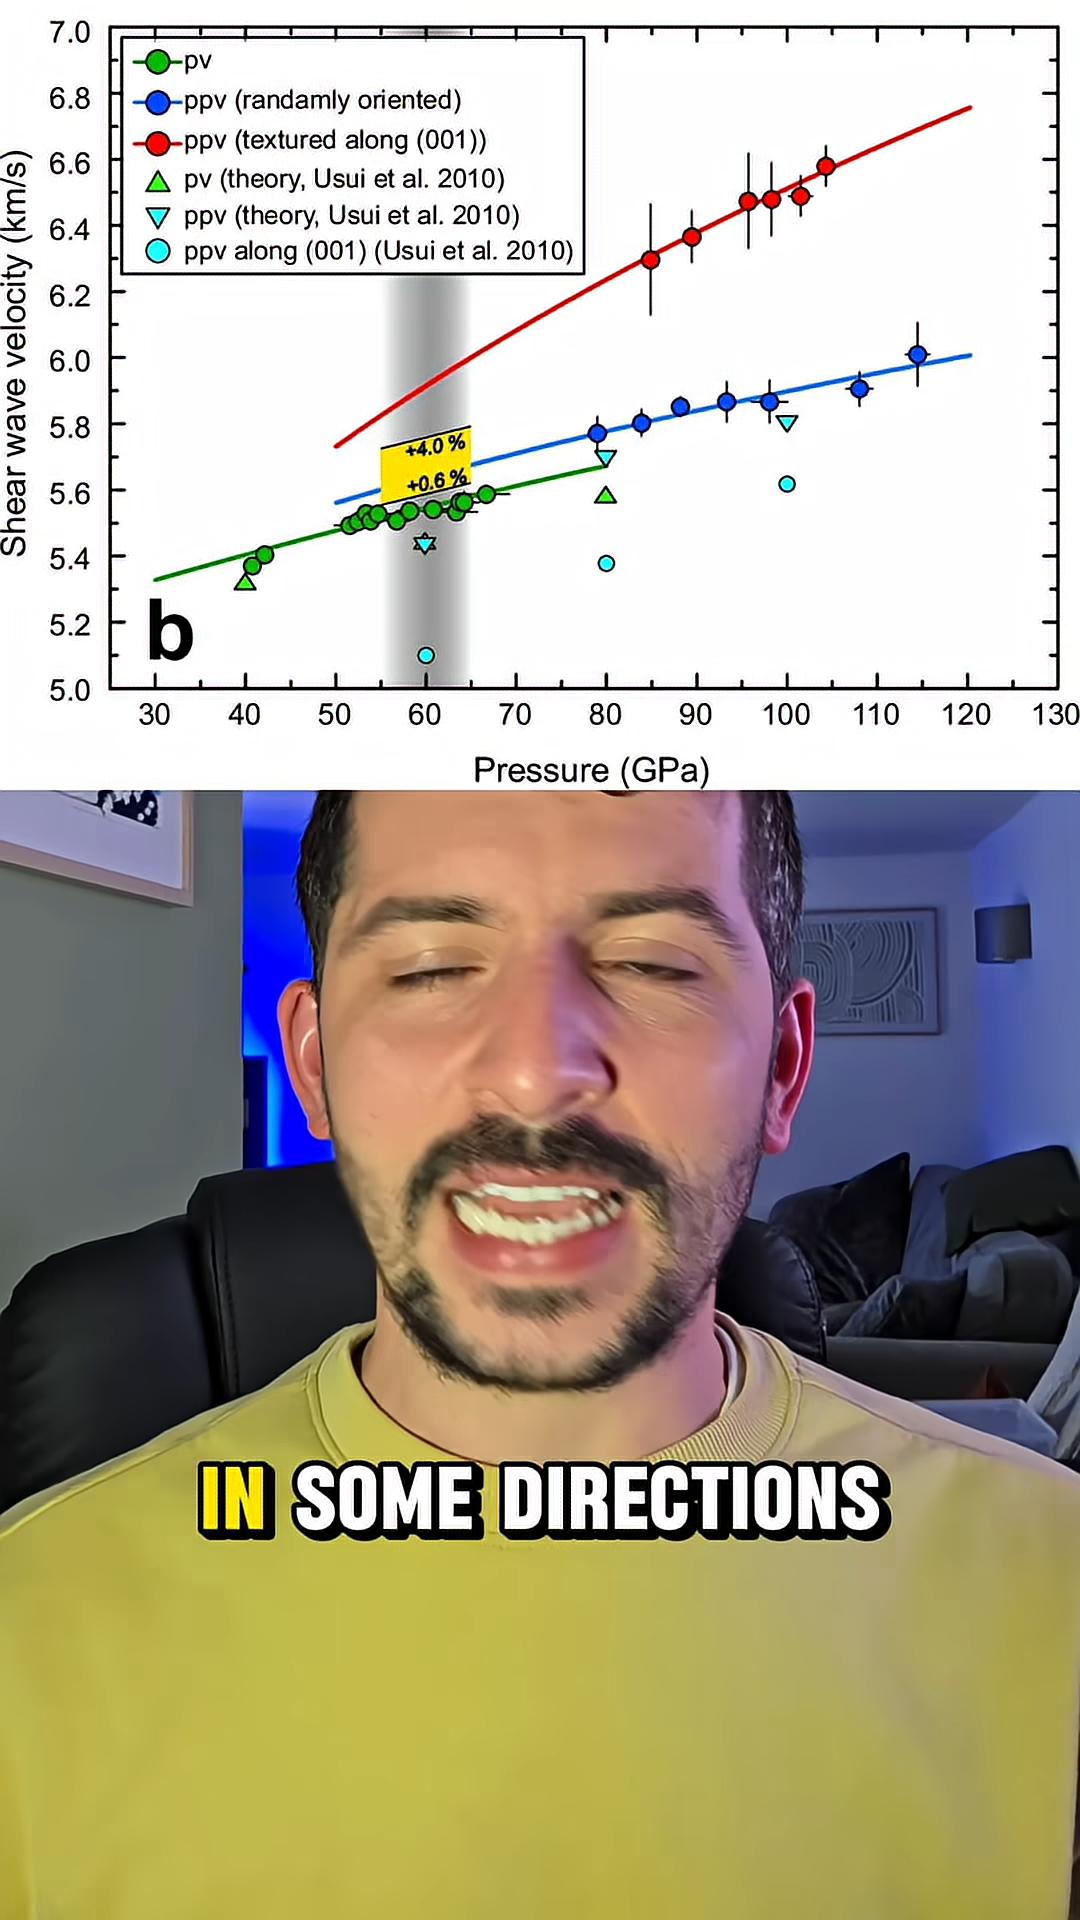 7.0
6.8
6.6
6.4
6.2
6.0
5.8
5.6
5.4
5.2
5.0
Shear wave velocity (km/s)
pv
ppv (randamly oriented)
ppv (textured along (001))
pv (theory, Usui et al. 2010)
ppv (theory, Usui et al. 2010)
ppv along (001) (Usui et al. 2010)
+4.0 %
+0.6 %
b
30 40 50 60 70 80 90 100 110 120 130
Pressure (GPa)
IN SOME DIRECTIONS